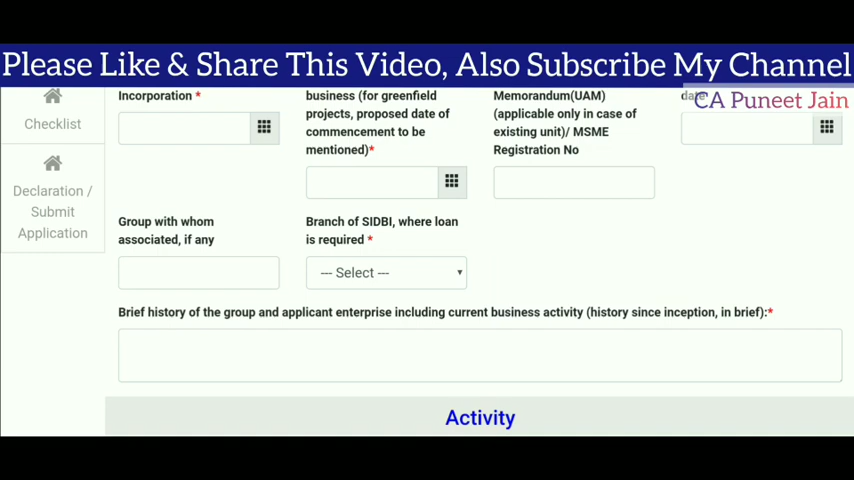 Please Like & Share This Video, Also Subscribe My Channel
CA Puneet Jain
Checklist
Declaration /
Submit
Application
Incorporation *
business (for greenfield
projects, proposed date of
commencement to be
mentioned)*
Memorandum(UAM)
(applicable only in case of
existing unit)/ MSME
Registration No
date
Group with whom
associated, if any
Branch of SIDBI, where loan
is required *
--- Select ---
Brief history of the group and applicant enterprise including current business activity (history since inception, in brief):*
Activity